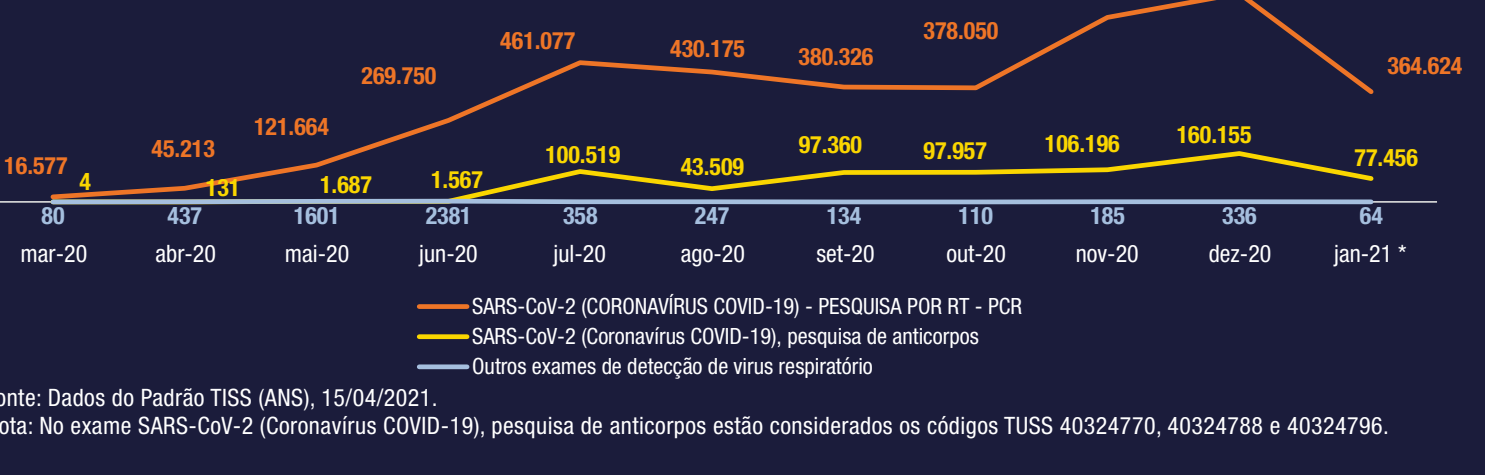 378.050
461.077
430.175
380.326
364.624
269.750
121.664
45.213
16.577
160.155
106.196
97.360
97.957
100.519
43.509
77.456
4
131
1.687
1.567
80 437 1601 2381 358 247 134 110 185 336 64
mar-20 abr-20 mai-20 jun-20 jul-20 ago-20 set-20 out-20 nov-20 dez-20 jan-21 *
SARS-CoV-2 (CORONAVÍRUS COVID-19) - PESQUISA POR RT - PCR
SARS-CoV-2 (Coronavírus COVID-19), pesquisa de anticorpos
Outros exames de detecção de virus respiratório
onte: Dados do Padrão TISS (ANS), 15/04/2021.
ota: No exame SARS-CoV-2 (Coronavírus COVID-19), pesquisa de anticorpos estão considerados os códigos TUSS 40324770, 40324788 e 40324796.